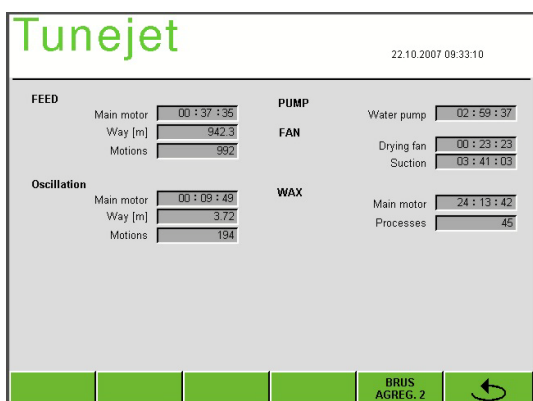 Tunejet
22.10.2007 09:33:10
FEED
Main motor 00 : 37 : 35
Way [m] 942.3
Motions 992
Oscillation
Main motor 00 : 09 : 49
Way [m] 3.72
Motions 194
PUMP
Water pump 02 : 59 : 37
FAN
Drying fan 00 : 23 : 23
Suction 03 : 41 : 03
WAX
Main motor 24 : 13 : 42
Processes 45
BRUS
AGREG. 2